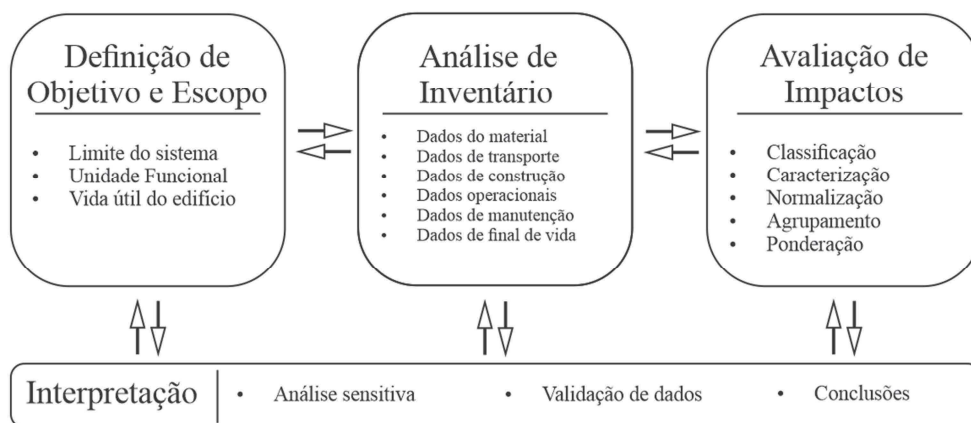 Definição de
Objetivo e Escopo
• Limite do sistema
• Unidade Funcional
• Vida útil do edifício
Análise de
Inventário
• Dados do material
• Dados de transporte
• Dados de construção
• Dados operacionais
• Dados de manutenção
• Dados de final de vida
Avaliação de
Impactos
• Classificação
• Caracterização
• Normalização
• Agrupamento
• Ponderação
Interpretação
• Análise sensitiva
• Validação de dados
• Conclusões